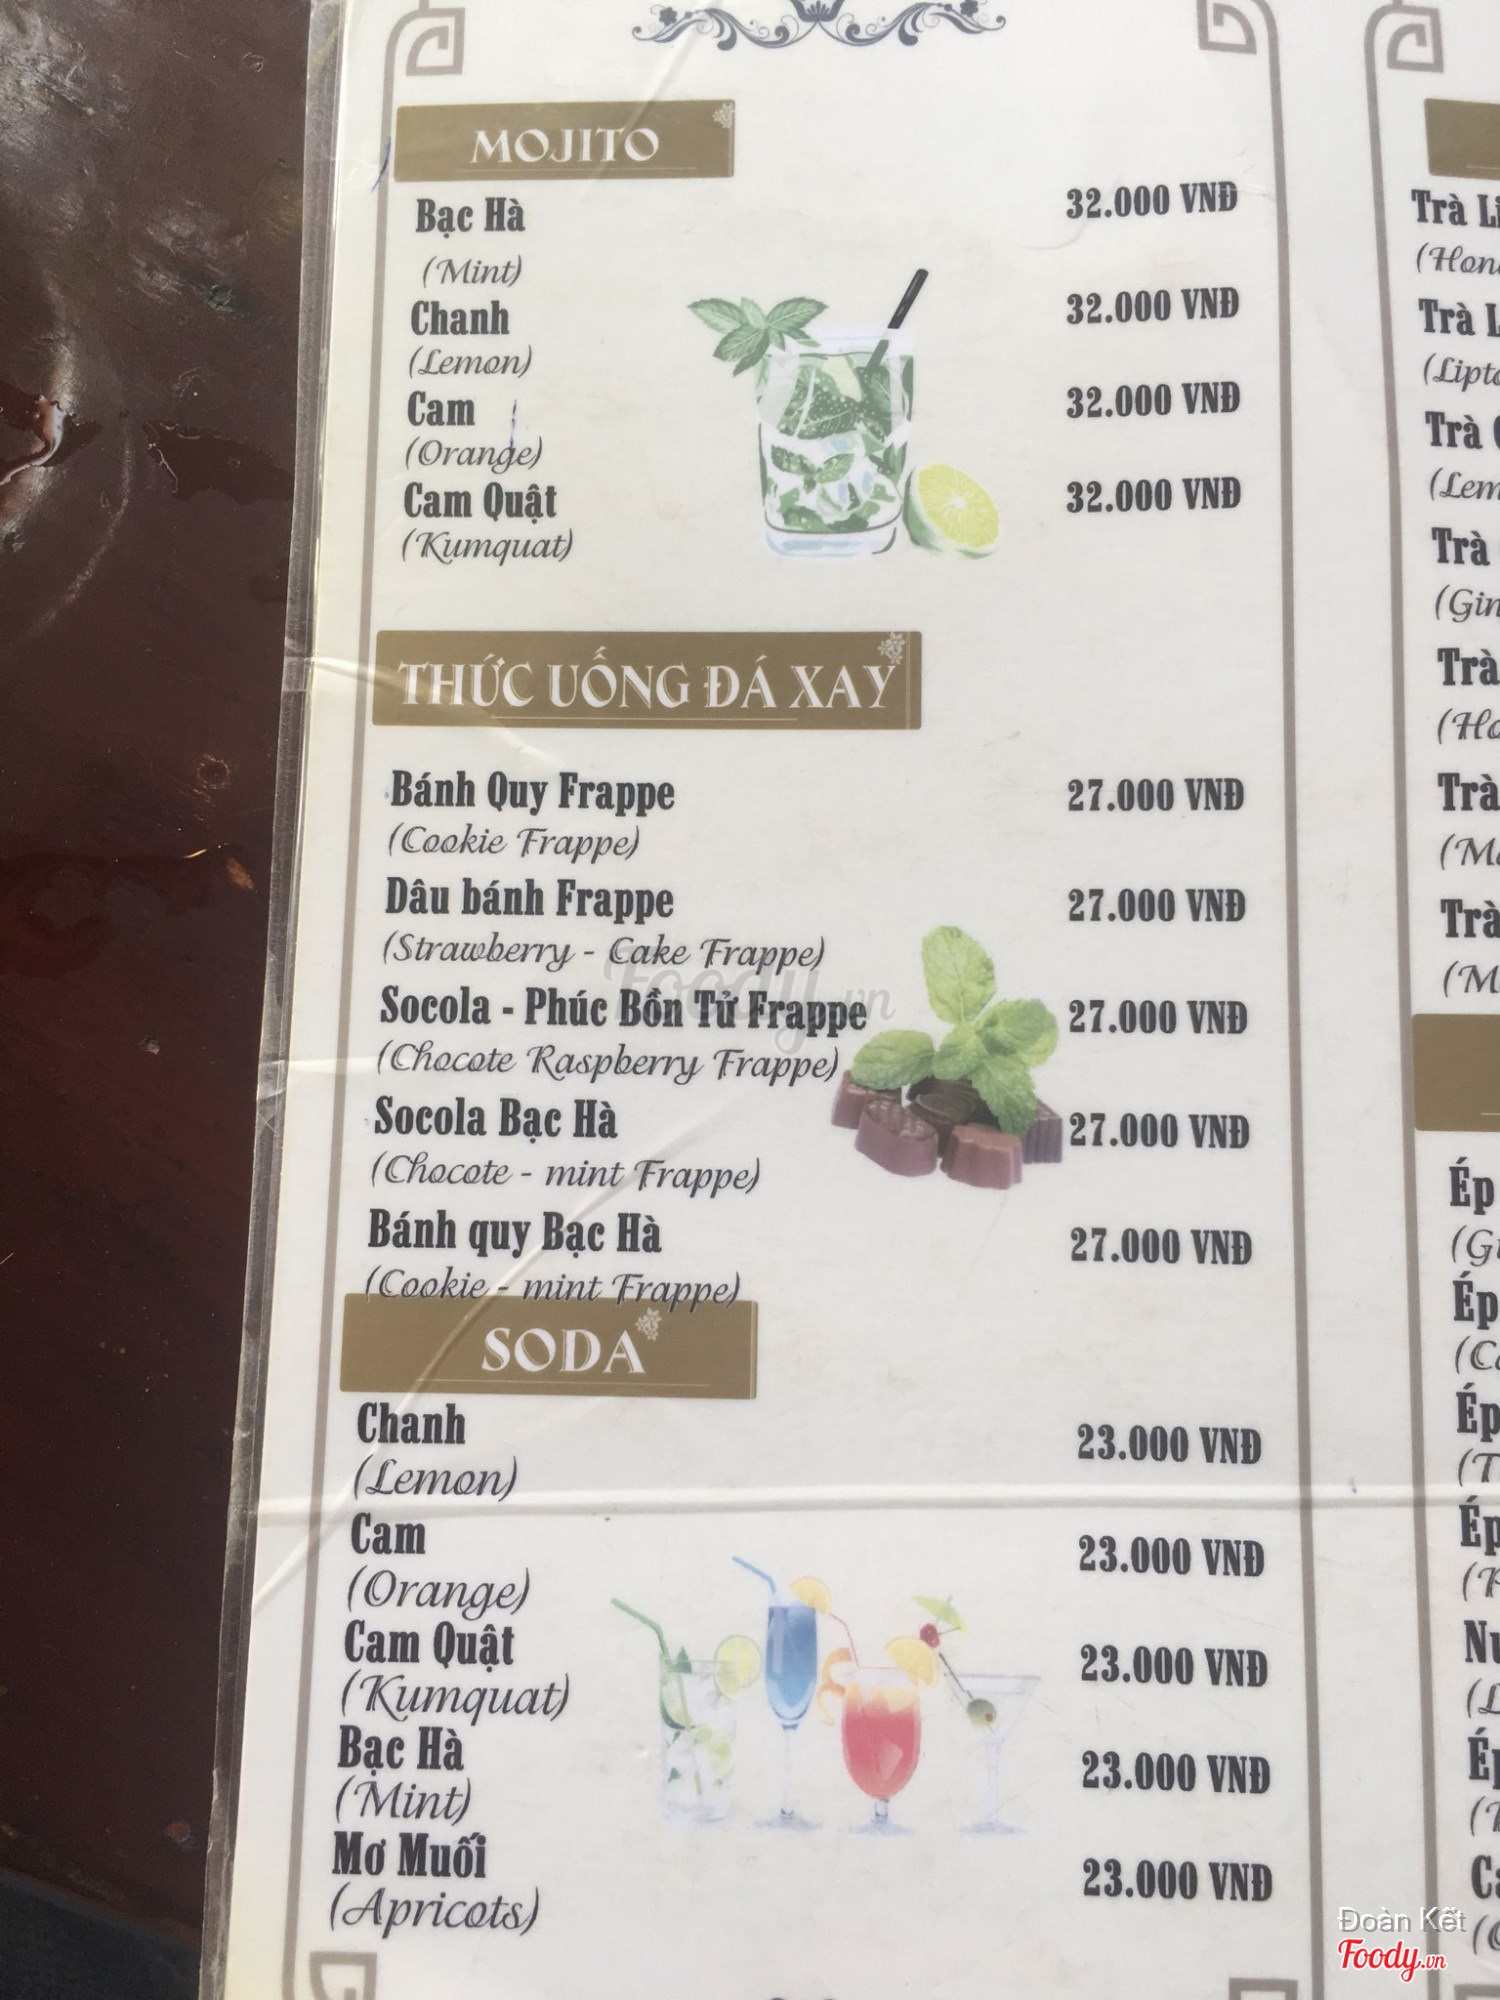 MOJITO
Bạc Hà 32.000 VNĐ
(Mint)
Chanh 32.000 VNĐ
(Lemon)
Cam 32.000 VNĐ
(Orange)
Cam Quật 32.000 VNĐ
(Kumquat)
THỨC UỐNG ĐÁ XAY
Bánh Quy Frappe 27.000 VNĐ
(Cookie Frappe)
Dâu bánh Frappe 27.000 VNĐ
(Strawberry - Cake Frappe)
Socola - Phúc Bồn Tử Frappe 27.000 VNĐ
(Chocote Raspberry Frappe)
Socola Bạc Hà 27.000 VNĐ
(Chocote - mint Frappe)
Bánh quy Bạc Hà 27.000 VNĐ
(Cookie - mint Frappe)
SODA
Chanh 23.000 VNĐ
(Lemon)
Cam 23.000 VNĐ
(Orange)
Cam Quật 23.000 VNĐ
(Kumquat)
Bạc Hà 23.000 VNĐ
(Mint)
Mơ Muối 23.000 VNĐ
(Apricots)
Trà
Trà
Trà
Trà
Trà
Trà
Trà
Ép
Ép
Ép
Ép
Foody.vn
Đoàn Kết
Foody.vn